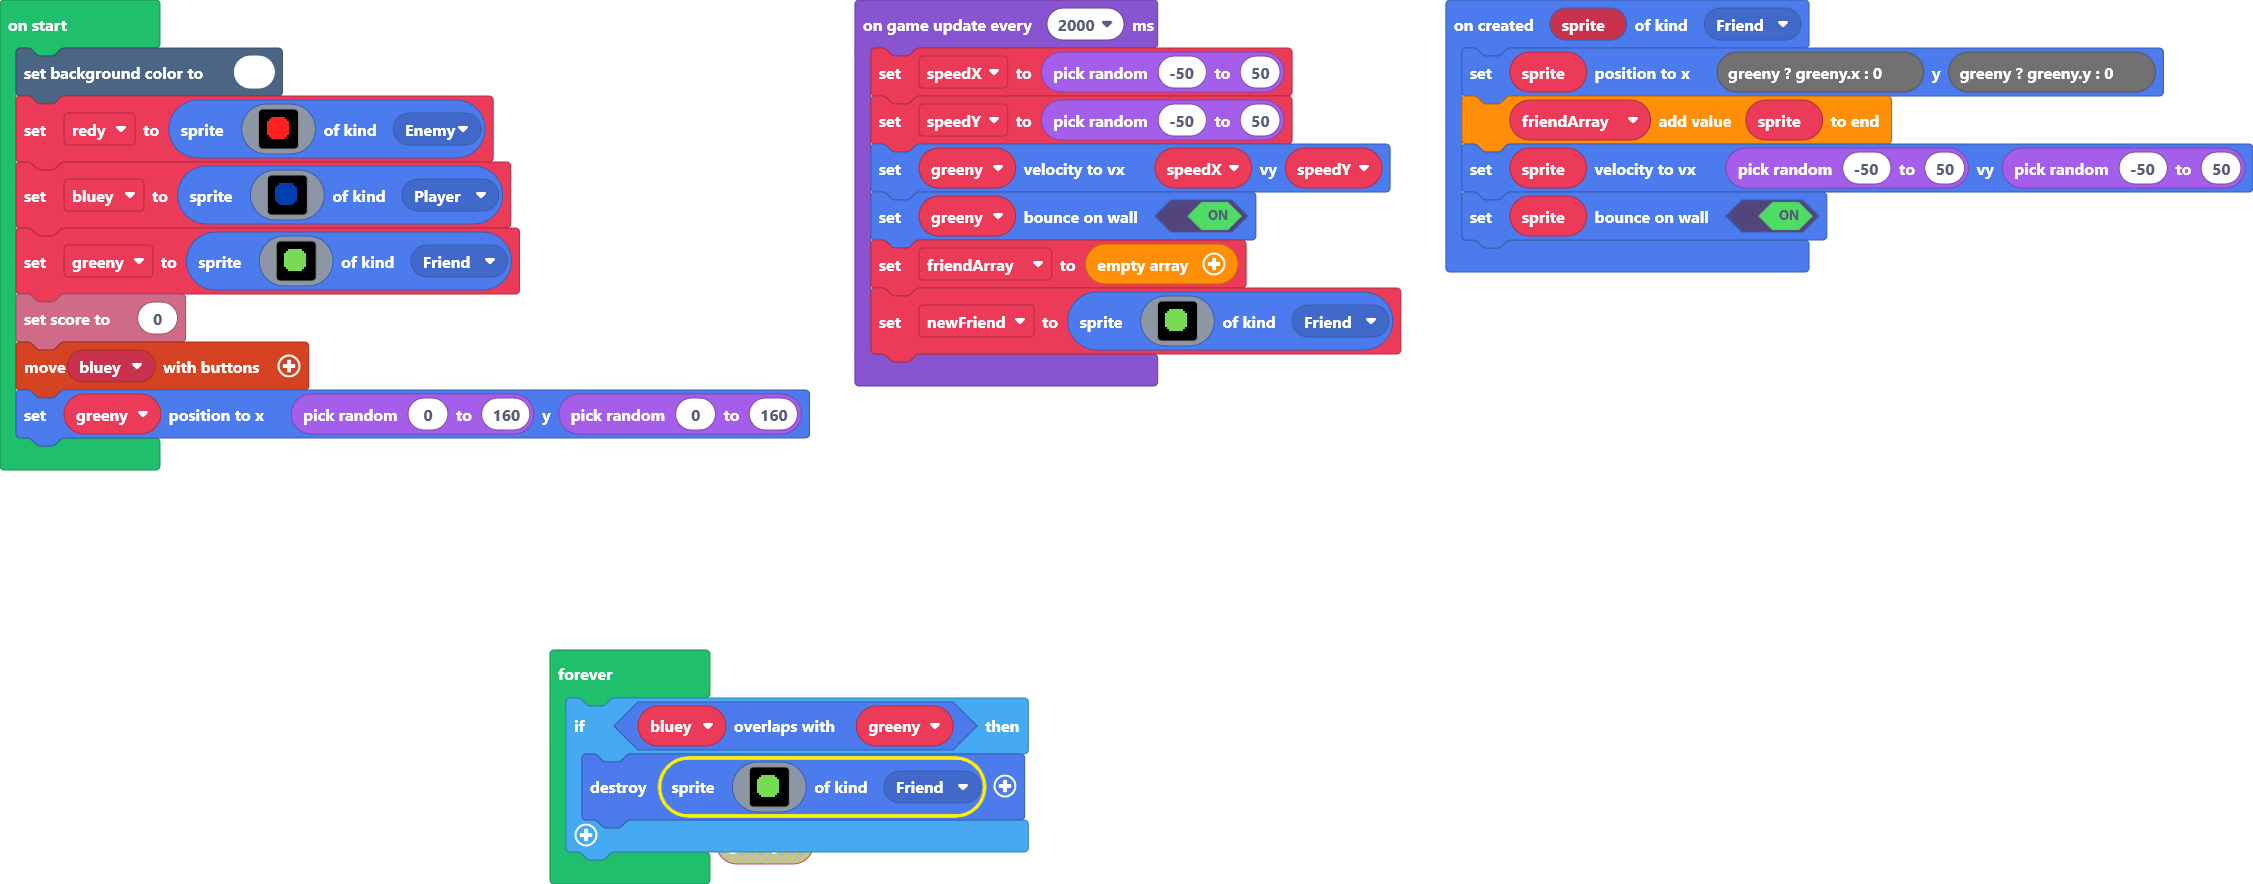 on start
set background color to
set redy to sprite of kind Enemy
set bluey to sprite of kind Player
set greeny to sprite of kind Friend
set score to 0
move bluey with buttons
set greeny position to x pick random 0 to 160 y pick random 0 to 160
on game update every 2000 ms
set speedX to pick random -50 to 50
set speedY to pick random -50 to 50
set greeny velocity to vx speedX vy speedY
set greeny bounce on wall ON
set friendArray to empty array
set newFriend to sprite of kind Friend
on created sprite of kind Friend
set sprite position to x greeny ? greeny.x : 0 y greeny ? greeny.y : 0
friendArray add value sprite to end
set sprite velocity to vx pick random -50 to 50 vy pick random -50 to 50
set sprite bounce on wall ON
forever
if bluey overlaps with greeny then
destroy sprite of kind Friend